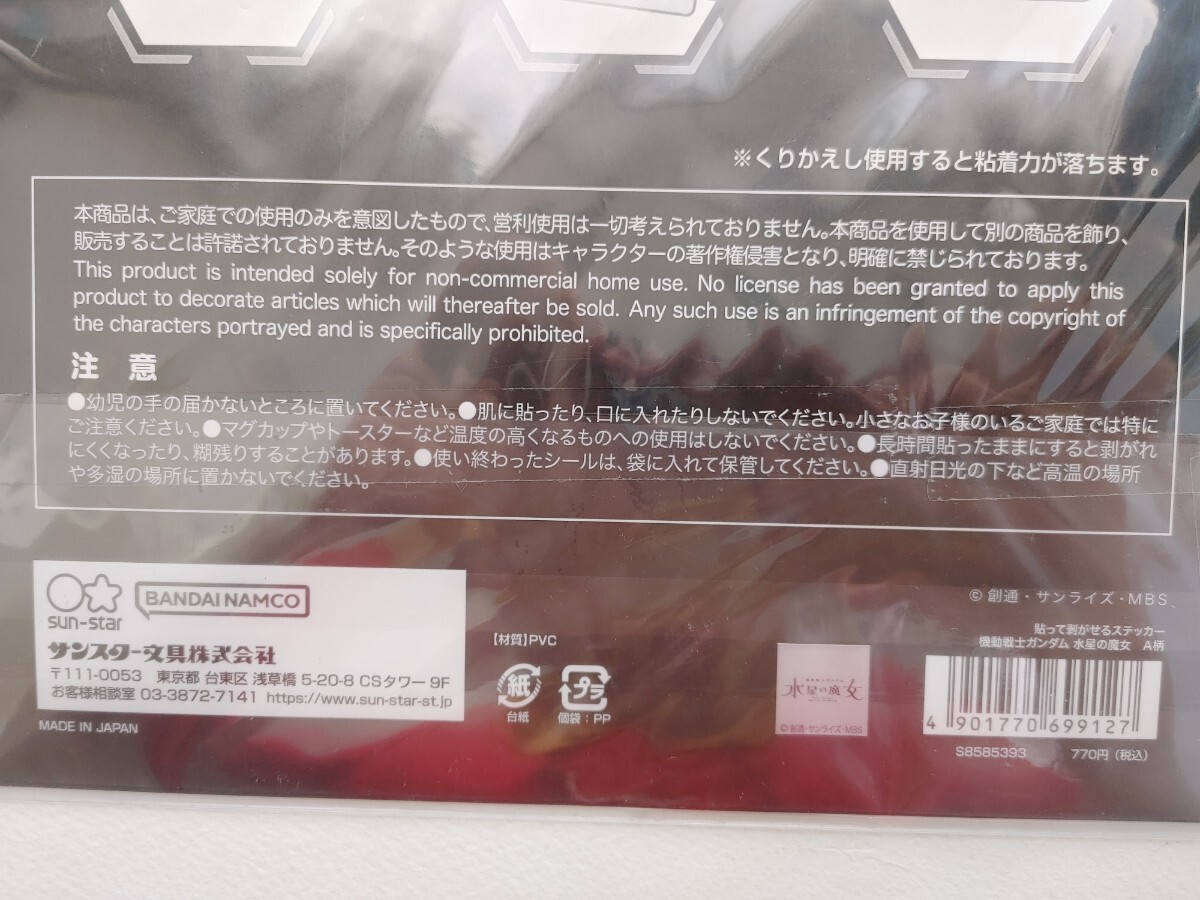 ※くりかえし使用すると粘着力が落ちます。
本商品は、ご家庭での使用のみを意図したもので、営利使用は一切考えられておりません。本商品を使用して別の商品を飾り、
販売することは許諾されておりません。そのような使用はキャラクターの著作権侵害となり、明確に禁じられております。
This product is intended solely for non-commercial home use. No license has been granted to apply this
product to decorate articles which will thereafter be sold. Any such use is an infringement of the copyright of
the characters portrayed and is specifically prohibited.
注 意
●幼児の手の届かないところに置いてください。●肌に貼ったり、口に入れたりしないでください。小さなお子様のいるご家庭では特に
ご注意ください。●マグカップやトースターなど温度の高くなるものへの使用はしないでください。●長時間貼ったままにすると剥がれ
にくくなったり、糊残りすることがあります。●使い終わったシールは、袋に入れて保管してください。●直射日光の下など高温の場所
や多湿の場所に置かないでください。
sun-star
BANDAI NAMCO
サンスター文具株式会社
〒111-0053 東京都 台東区 浅草橋 5-20-8 CSタワー 9F
お客様相談室 03-3872-7141 https://www.sun-star-st.jp
MADE IN JAPAN
【材質】PVC
紙
台紙
プラ
個袋：PP
水星の魔女
©創通・サンライズ・MBS
© 創通・サンライズ・MBS
貼って剥がせるステッカー
機動戦士ガンダム 水星の魔女 A柄
4 901770 699127
S8585393 770円（税込）